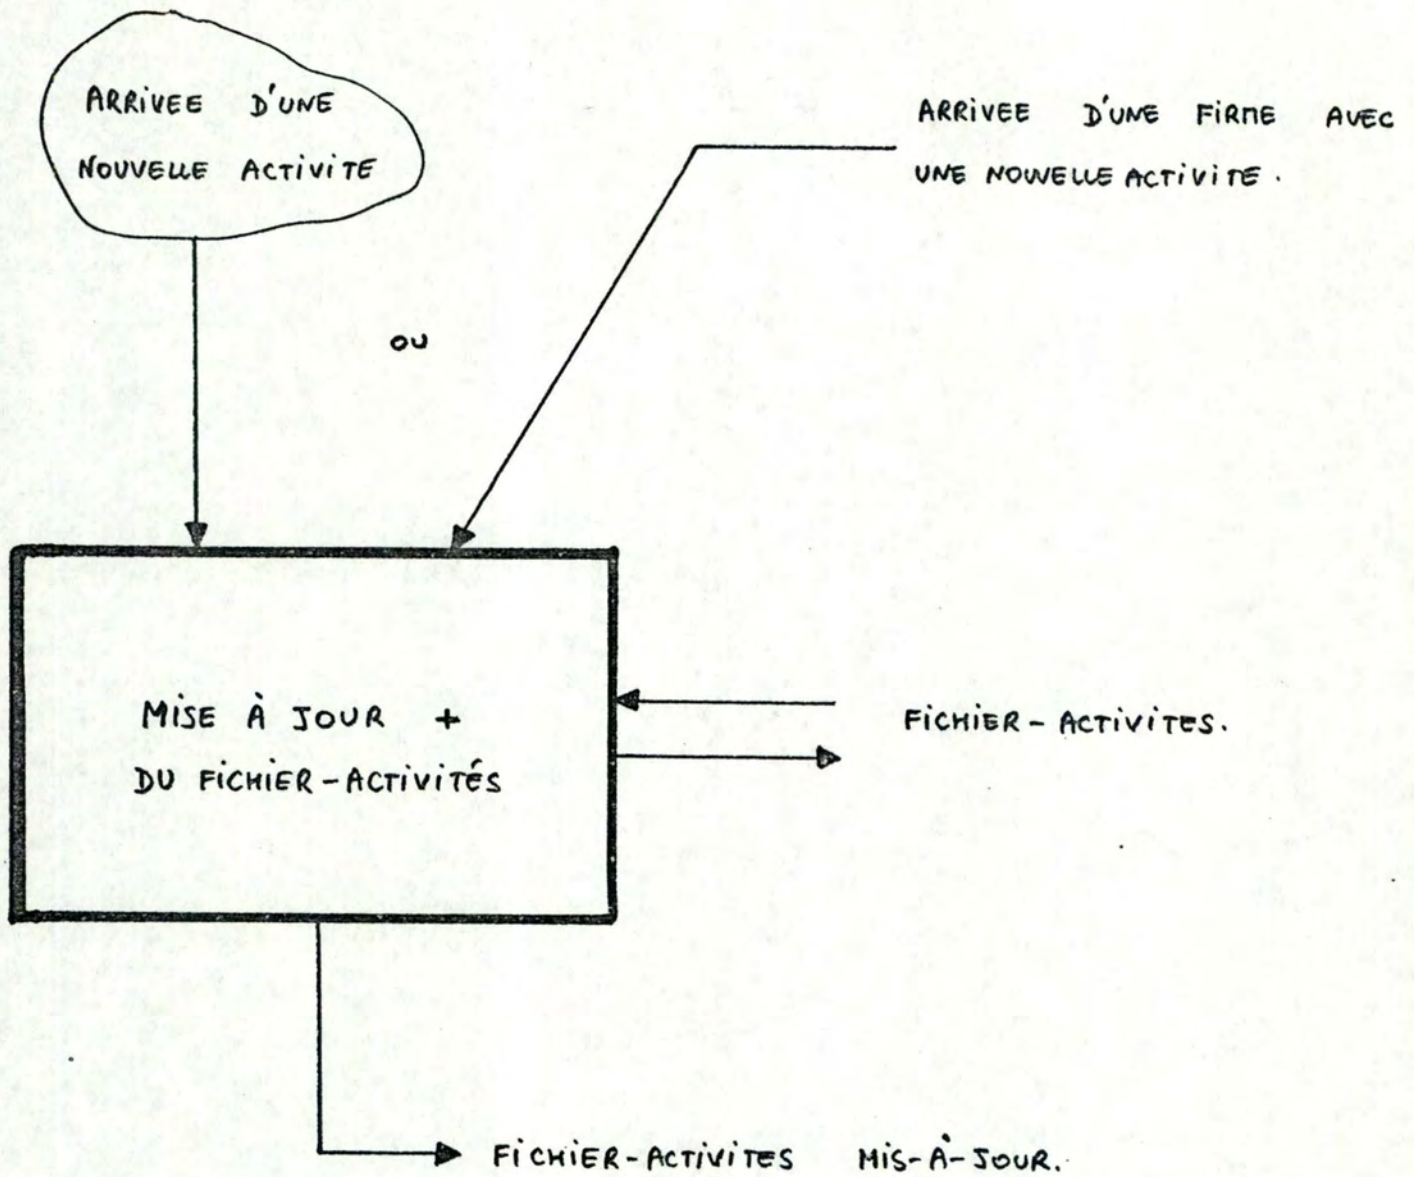 ARRIVEE D'UNE
NOUVELLE ACTIVITE
ARRIVEE D'UNE FIRME AVEC
UNE NOUVELLE ACTIVITE.
OU
MISE À JOUR +
DU FICHIER-ACTIVITÉS
FICHIER-ACTIVITES.
FICHIER-ACTIVITES MIS-À-JOUR.